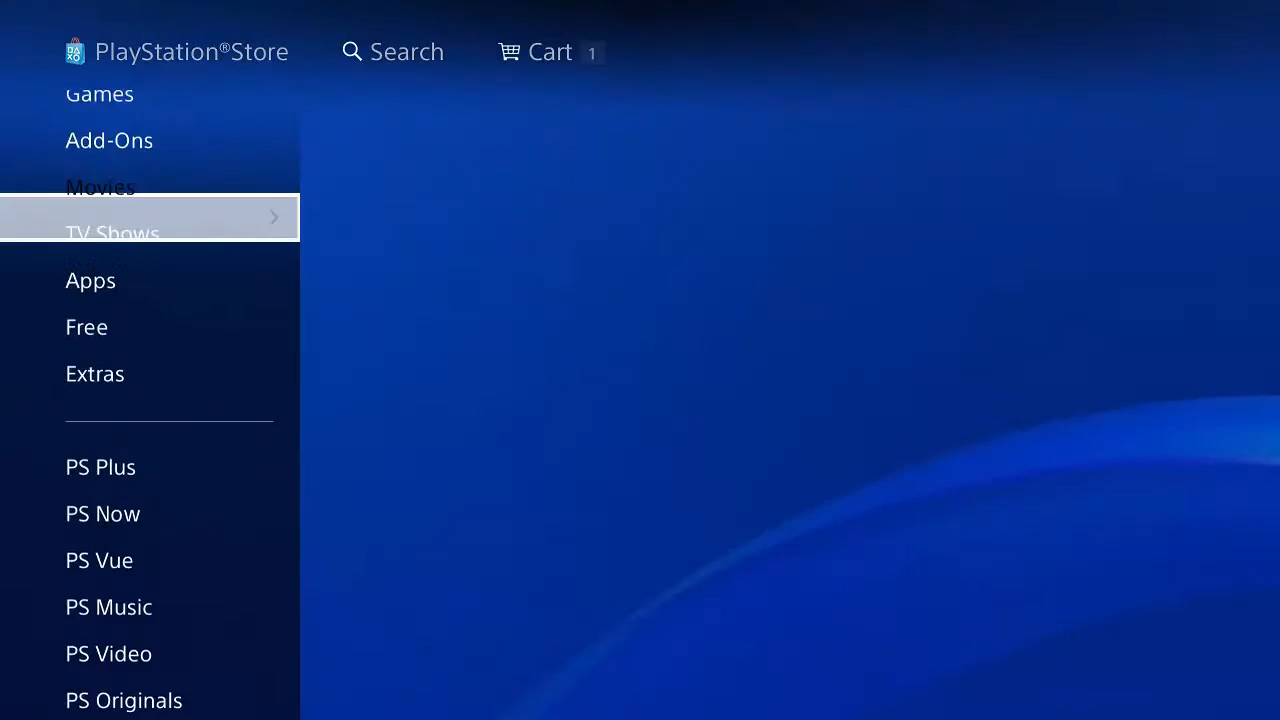 PlayStation®Store Search Cart 1
Games
Add-Ons
Movies
TV Shows
Apps
Free
Extras
PS Plus
PS Now
PS Vue
PS Music
PS Video
PS Originals